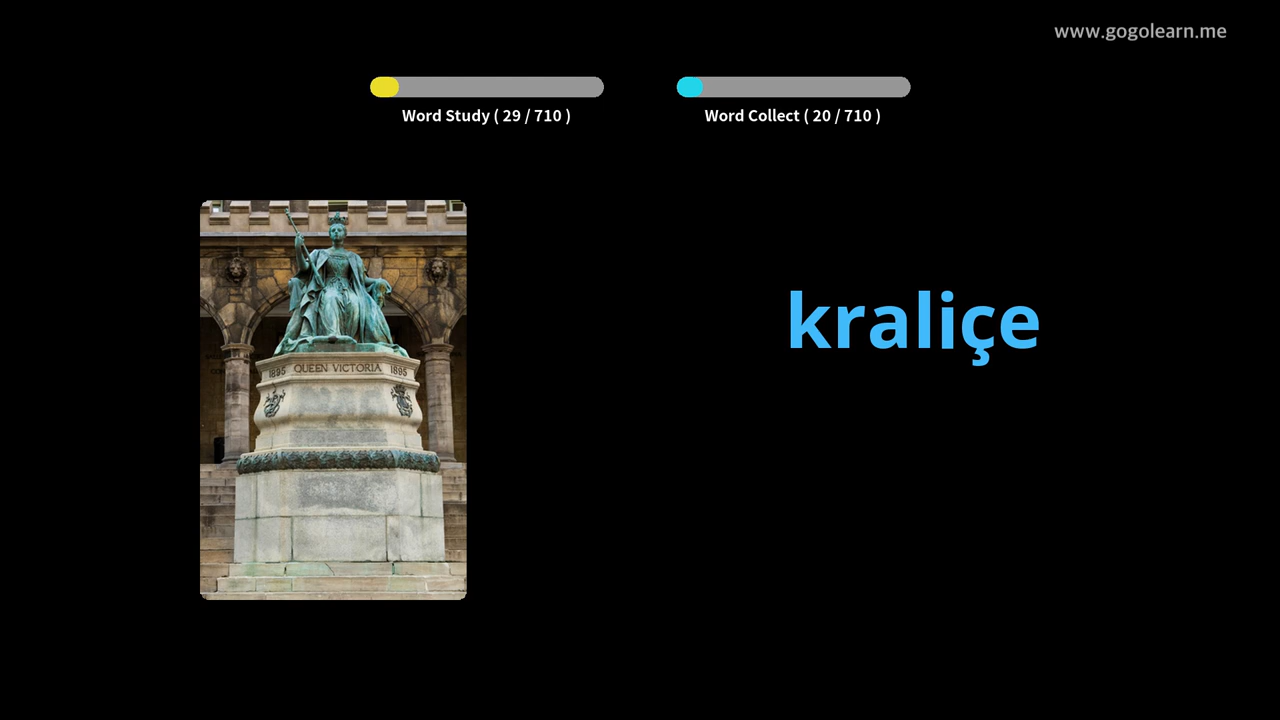 www.gogolearn.me
Word Study ( 29 / 710 )
Word Collect ( 20 / 710 )
kraliçe
1895 QUEEN VICTORIA 1895